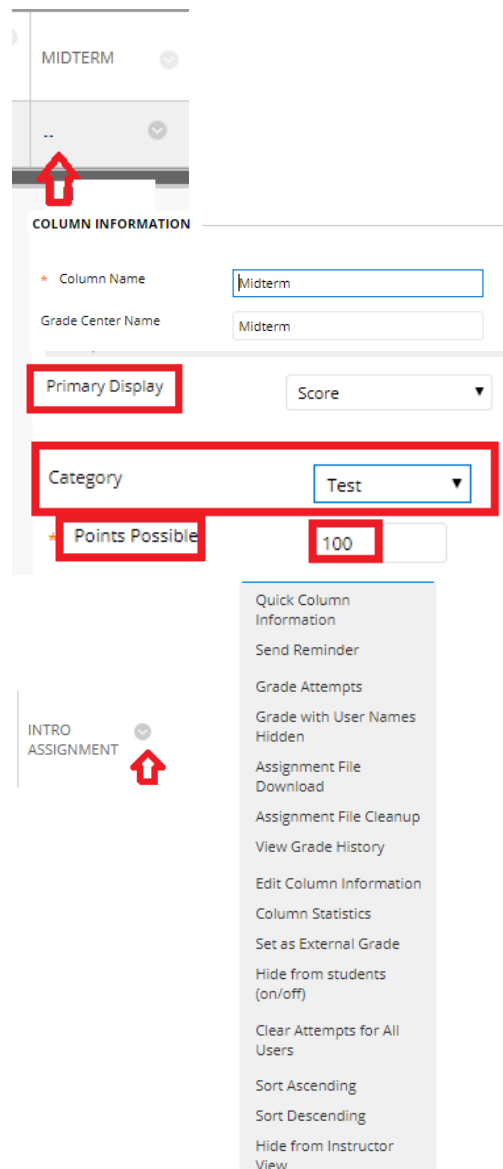 MIDTERM
--
COLUMN INFORMATION
* Column Name
Midterm
Grade Center Name
Midterm
Primary Display
Score
Category
Test
* Points Possible
100
Quick Column
Information
Send Reminder
Grade Attempts
Grade with User Names
Hidden
Assignment File
Download
Assignment File Cleanup
View Grade History
Edit Column Information
Column Statistics
Set as External Grade
Hide from students
(on/off)
Clear Attempts for All
Users
Sort Ascending
Sort Descending
Hide from Instructor
View
INTRO
ASSIGNMENT